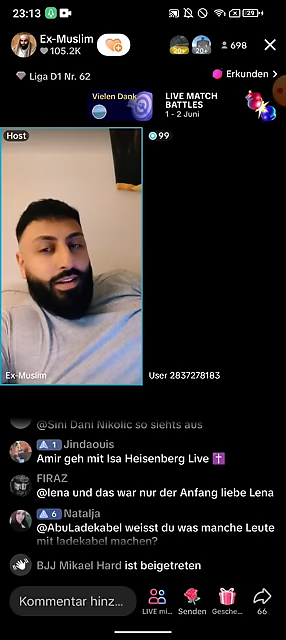 23:13
29
Ex-Muslim
105.2K
20+
20+
698
Liga D1 Nr. 62
Erkunden >
Vielen Dank
LIVE MATCH
BATTLES
1 - 2 Juni
Host
99
Ex-Muslim
User 2837278183
@Sini Dani Nikolic so siehts aus
1 Jindaouis
Amir geh mit Isa Heisenberg Live ✝️
FIRAZ
@lena und das war nur der Anfang liebe Lena
6 Natalja
@AbuLadekabel weisst du was manche Leute
mit ladekabel machen?
BJJ Mikael Hard ist beigetreten
Kommentar hinz...
LIVE mi...
Senden
Gesche...
66